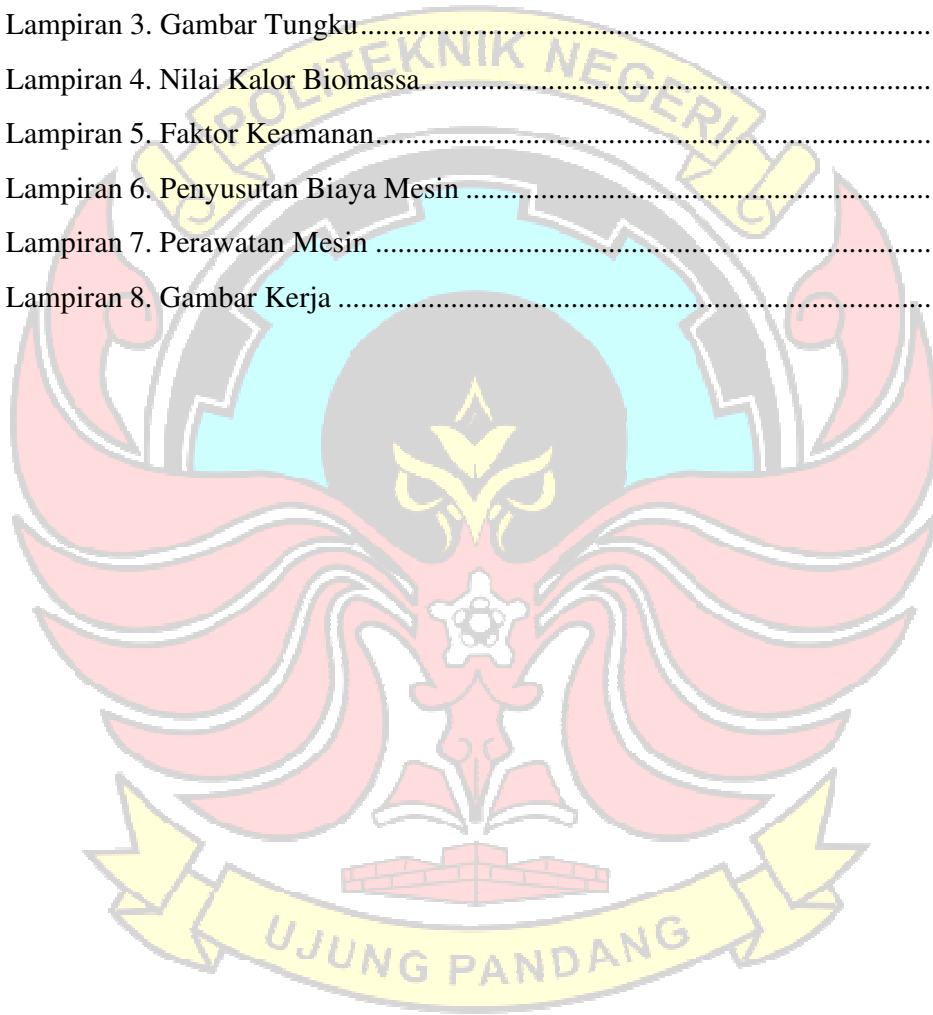 Lampiran 3. Gambar Tungku..........................................................................
POLITEKNIK NEGERI
Lampiran 4. Nilai Kalor Biomassa..................................................................
Lampiran 5. Faktor Keamanan........................................................................
Lampiran 6. Penyusutan Biaya Mesin ............................................................
Lampiran 7. Perawatan Mesin ........................................................................
Lampiran 8. Gambar Kerja .............................................................................
UJUNG PANDANG